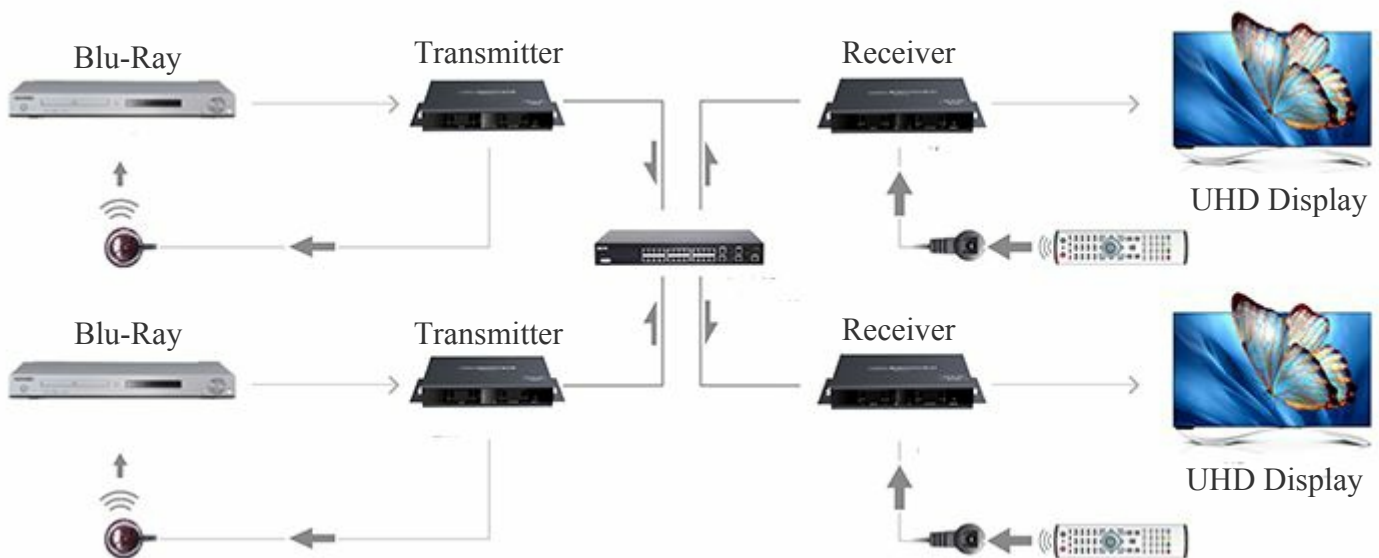 Blu-Ray
Transmitter
Receiver
UHD Display
Blu-Ray
Transmitter
Receiver
UHD Display